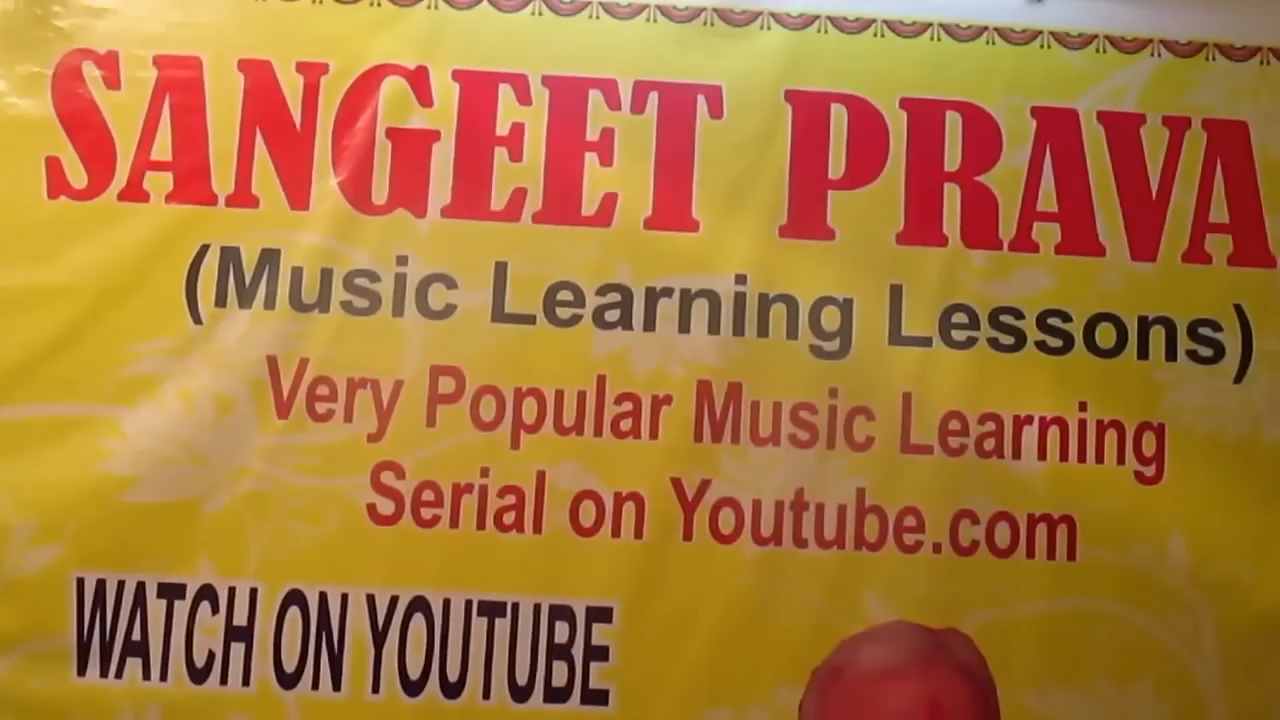 SANGEET PRAVA
(Music Learning Lessons)
Very Popular Music Learning
Serial on Youtube.com
WATCH ON YOUTUBE